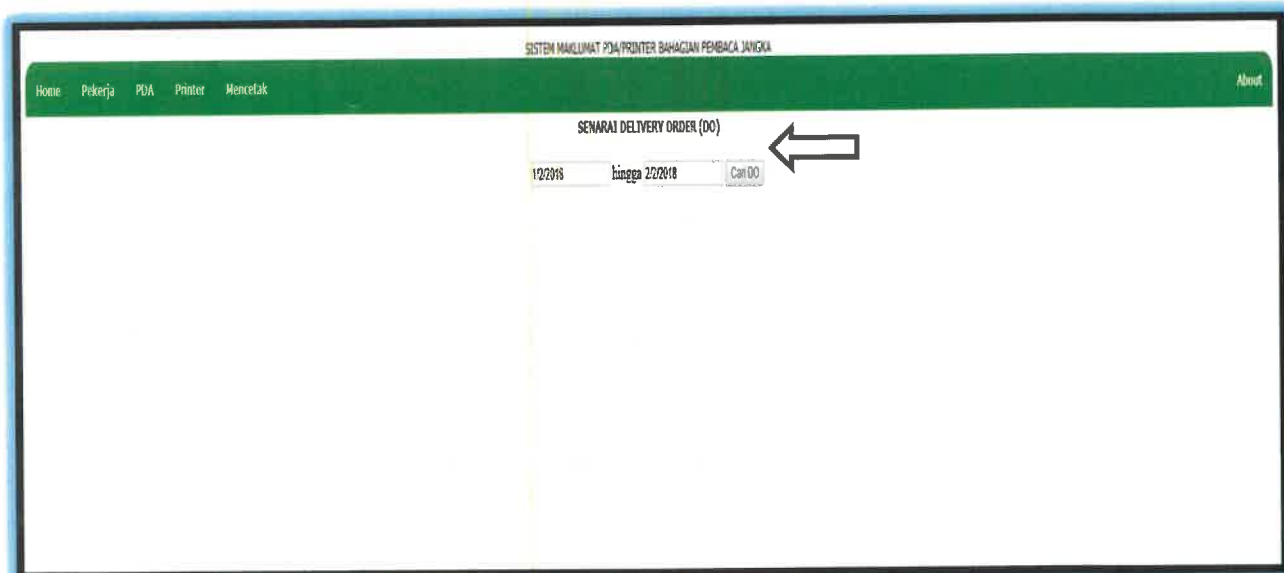 SISTEM MAKLUMAT PDA/PRINTER BAHAGIAN PEMBACA JANGKA
Home Pekerja PDA Printer Mencetak About
SENARAI DELIVERY ORDER (DO)
1/2/2018 hingga 2/2/2018 Cari DO